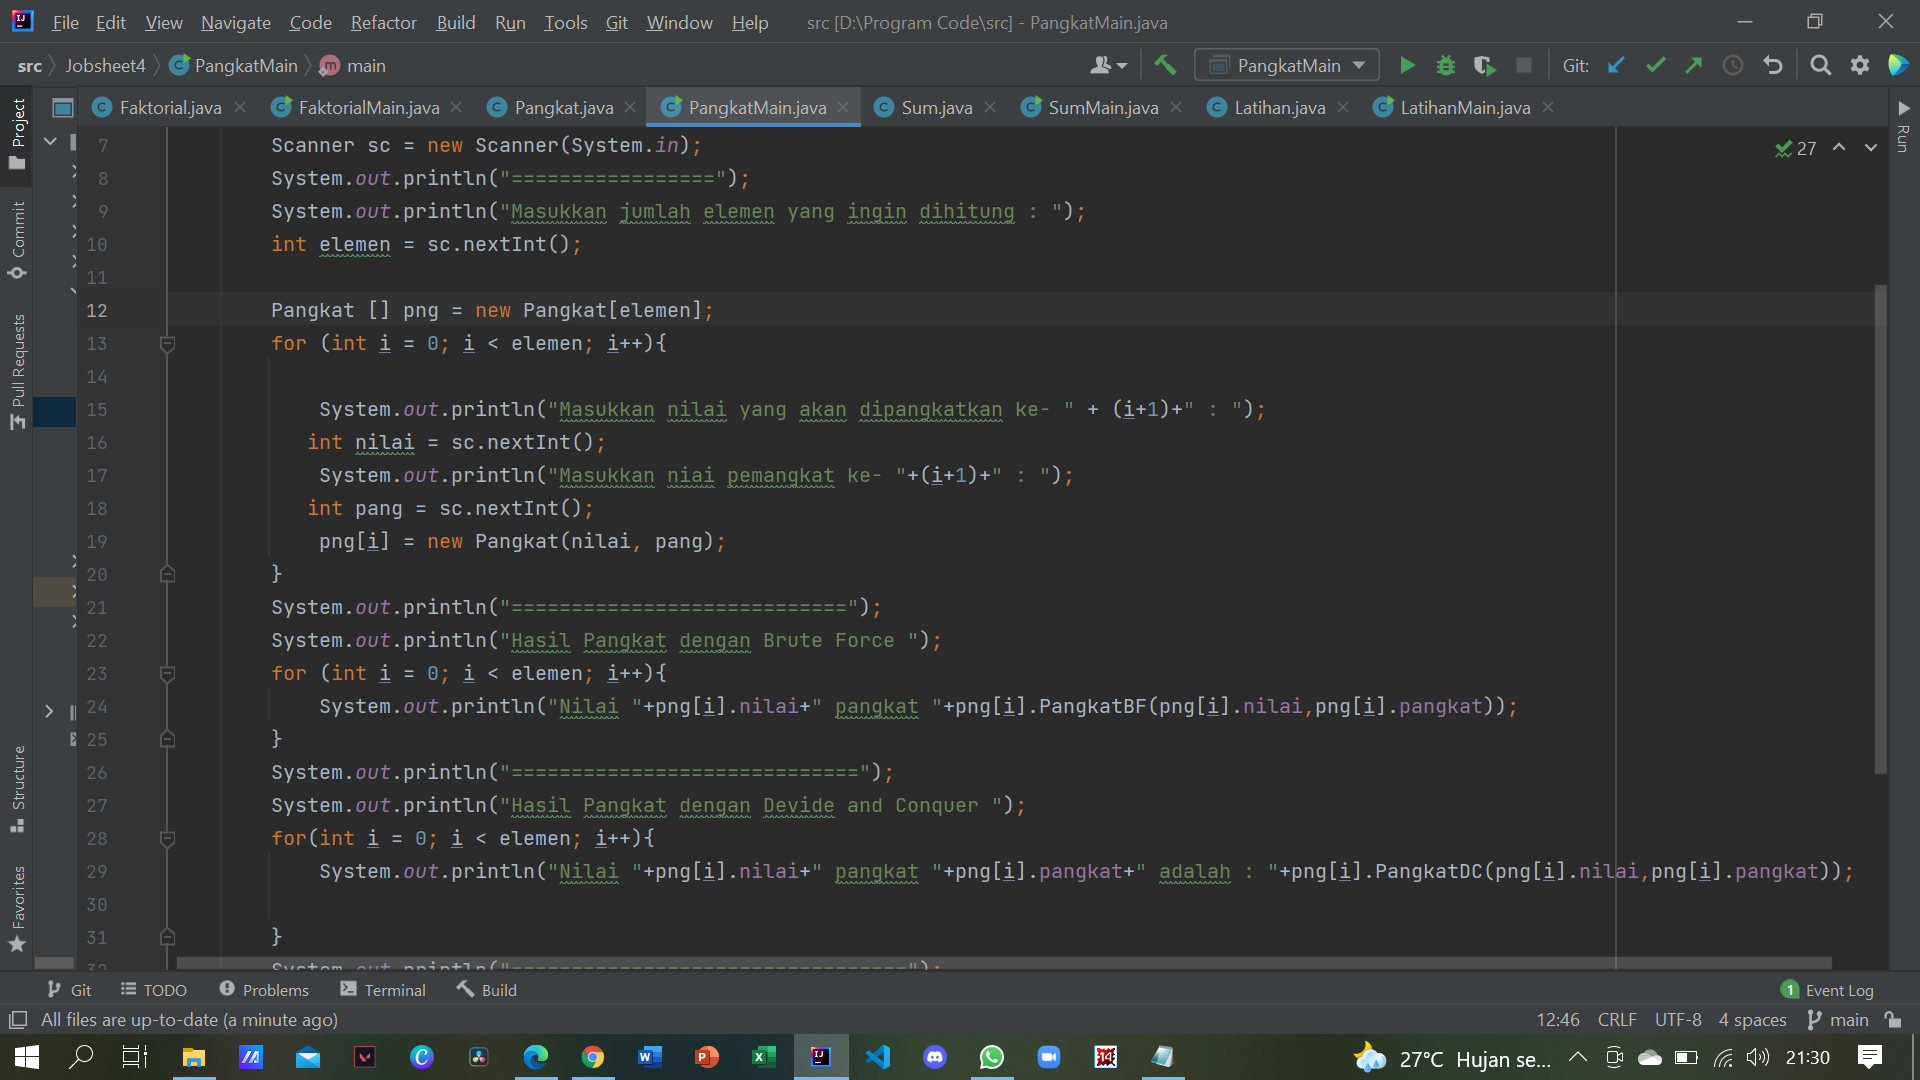 File Edit View Navigate Code Refactor Build Run Tools Git Window Help src [D:\Program Code\src] - PangkatMain.java
src Jobsheet4 PangkatMain main PangkatMain Git:
Faktorial.java FaktorialMain.java Pangkat.java PangkatMain.java Sum.java SumMain.java Latihan.java LatihanMain.java
Project
Commit
Pull Requests
Structure
Favorites
Run
27
7 Scanner sc = new Scanner(System.in);
8 System.out.println("=================");
9 System.out.println("Masukkan jumlah elemen yang ingin dihitung : ");
10 int elemen = sc.nextInt();
11
12 Pangkat [] png = new Pangkat[elemen];
13 for (int i = 0; i < elemen; i++){
14
15 System.out.println("Masukkan nilai yang akan dipangkatkan ke- " + (i+1)+" : ");
16 int nilai = sc.nextInt();
17 System.out.println("Masukkan niai pemangkat ke- "+(i+1)+" : ");
18 int pang = sc.nextInt();
19 png[i] = new Pangkat(nilai, pang);
20 }
21 System.out.println("============================");
22 System.out.println("Hasil Pangkat dengan Brute Force ");
23 for (int i = 0; i < elemen; i++){
24 System.out.println("Nilai "+png[i].nilai+" pangkat "+png[i].PangkatBF(png[i].nilai,png[i].pangkat));
25 }
26 System.out.println("=============================");
27 System.out.println("Hasil Pangkat dengan Devide and Conquer ");
28 for(int i = 0; i < elemen; i++){
29 System.out.println("Nilai "+png[i].nilai+" pangkat "+png[i].pangkat+" adalah : "+png[i].PangkatDC(png[i].nilai,png[i].pangkat));
30
31 }
32 System.out.println("=================================");
Git TODO Problems Terminal Build 1 Event Log
All files are up-to-date (a minute ago) 12:46 CRLF UTF-8 4 spaces main
27°C Hujan se... 21:30